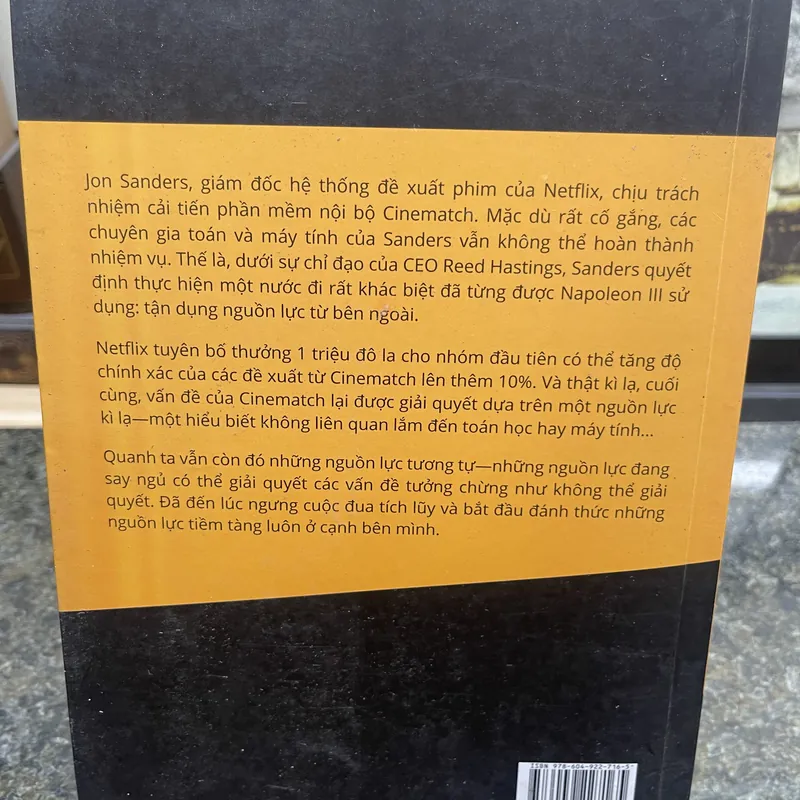 Jon Sanders, giám đốc hệ thống đề xuất phim của Netflix, chịu trách
nhiệm cải tiến phần mềm nội bộ Cinematch. Mặc dù rất cố gắng, các
chuyên gia toán và máy tính của Sanders vẫn không thể hoàn thành
nhiệm vụ. Thế là, dưới sự chỉ đạo của CEO Reed Hastings, Sanders quyết
định thực hiện một nước đi rất khác biệt đã từng được Napoleon III sử
dụng: tận dụng nguồn lực từ bên ngoài.
Netflix tuyên bố thưởng 1 triệu đô la cho nhóm đầu tiên có thể tăng độ
chính xác của các đề xuất từ Cinematch lên thêm 10%. Và thật kì lạ, cuối
cùng, vấn đề của Cinematch lại được giải quyết dựa trên một nguồn lực
kì lạ—một hiểu biết không liên quan lắm đến toán học hay máy tính...
Quanh ta vẫn còn đó những nguồn lực tương tự—những nguồn lực đang
say ngủ có thể giải quyết các vấn đề tưởng chừng như không thể giải
quyết. Đã đến lúc ngưng cuộc đua tích lũy và bắt đầu đánh thức những
nguồn lực tiềm tàng luôn ở cạnh bên mình.
ISBN 978-604-922-716-5